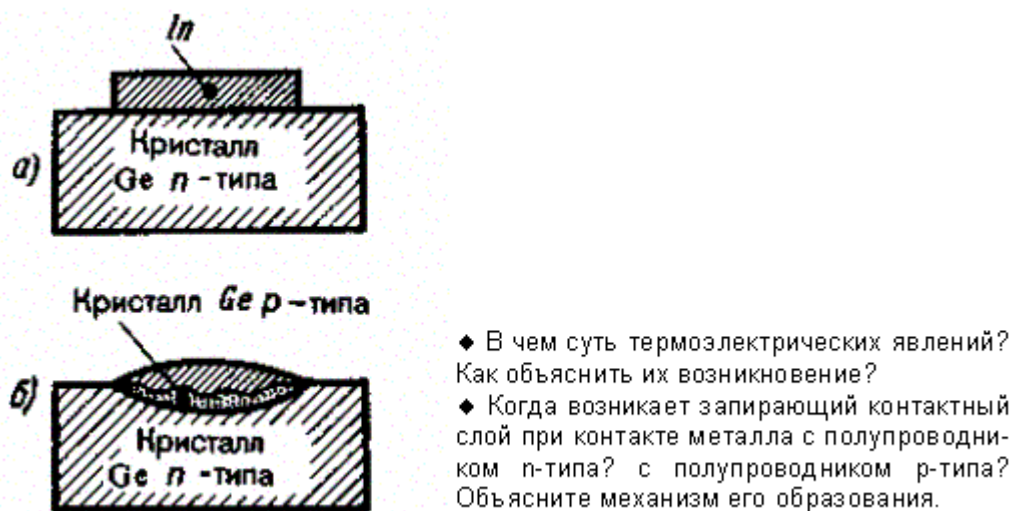 In
Кристалл
а)
Ge n-типа
Кристалл Ge p-типа
б)
Кристалл
Ge n-типа
◆ В чем суть термоэлектрических явлений?
Как объяснить их возникновение?
◆ Когда возникает запирающий контактный
слой при контакте металла с полупроводни-
ком n-типа? с полупроводником p-типа?
Объясните механизм его образования.